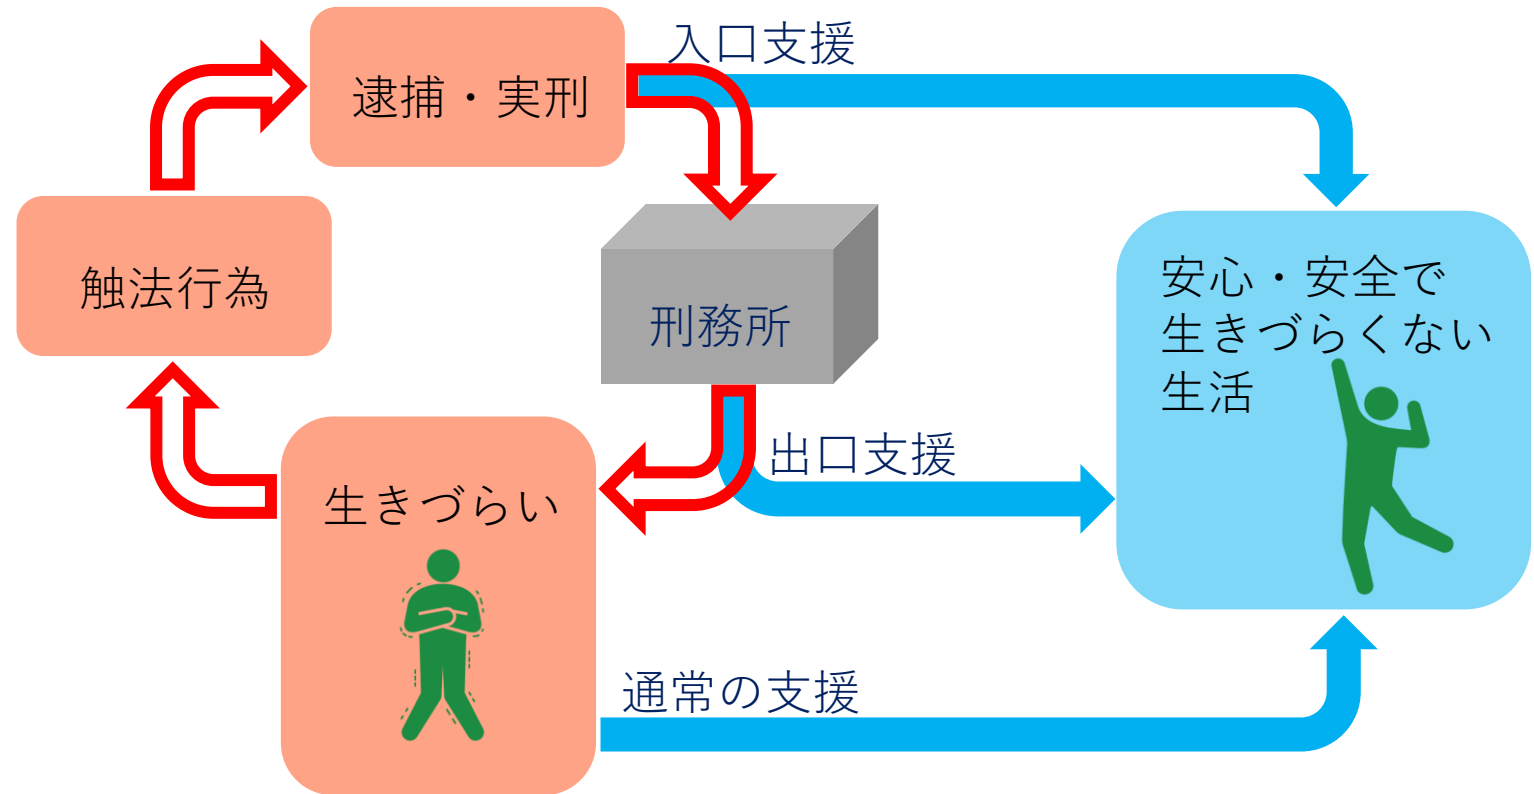 入口支援
逮捕・実刑
触法行為
刑務所
安心・安全で
生きづらくない
生活
出口支援
生きづらい
通常の支援